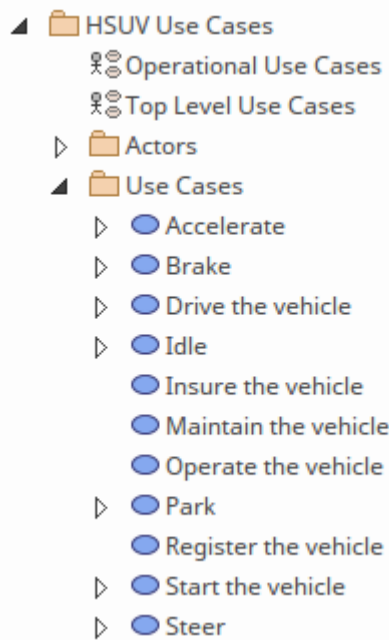 HSUV Use Cases
Operational Use Cases
Top Level Use Cases
Actors
Use Cases
Accelerate
Brake
Drive the vehicle
Idle
Insure the vehicle
Maintain the vehicle
Operate the vehicle
Park
Register the vehicle
Start the vehicle
Steer